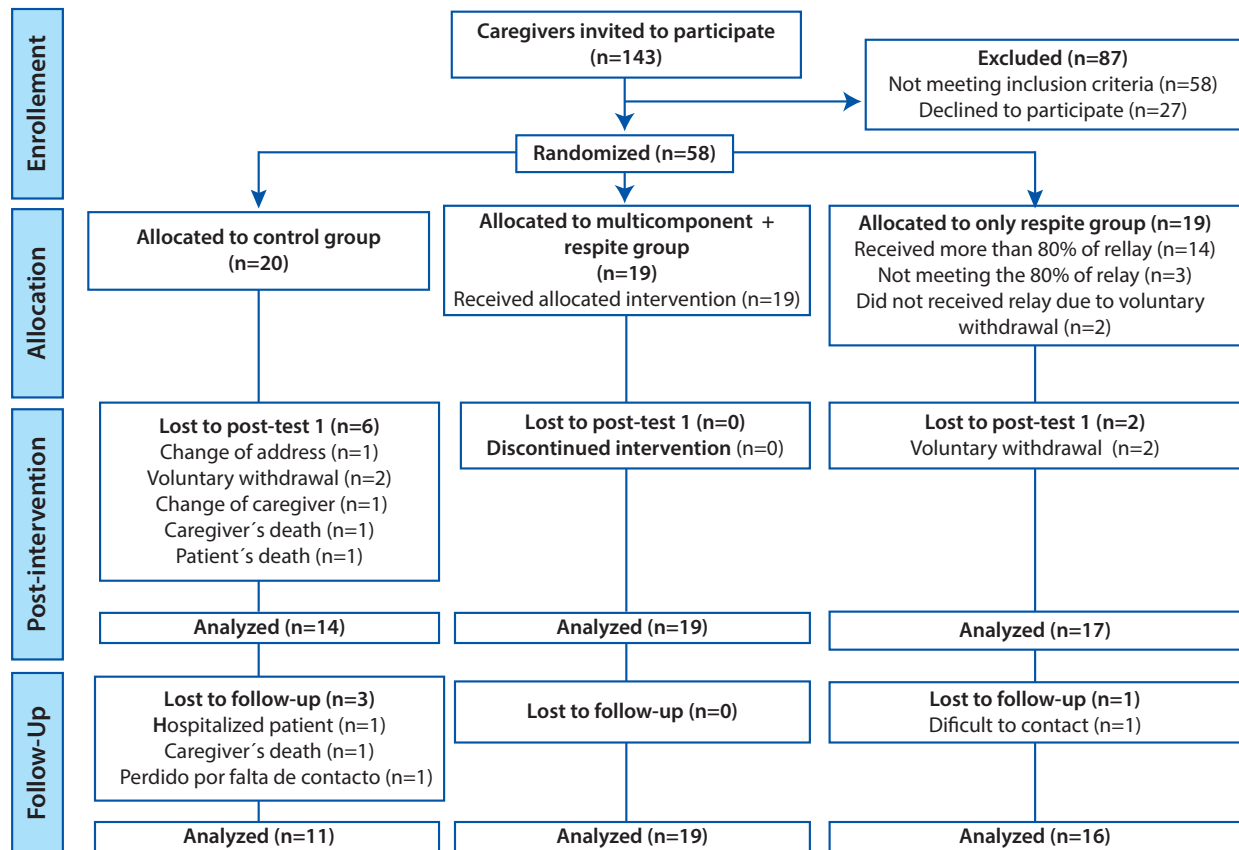 Enrollement
Caregivers invited to participate
(n=143)
Excluded (n=87)
Not meeting inclusion criteria (n=58)
Declined to participate (n=27)
Randomized (n=58)
Allocation
Allocated to control group
(n=20)
Allocated to multicomponent +
respite group
(n=19)
Received allocated intervention (n=19)
Allocated to only respite group (n=19)
Received more than 80% of rellay (n=14)
Not meeting the 80% of relay (n=3)
Did not received relay due to voluntary
withdrawal (n=2)
Post-intervention
Lost to post-test 1 (n=6)
Change of address (n=1)
Voluntary withdrawal (n=2)
Change of caregiver (n=1)
Caregiver´s death (n=1)
Patient´s death (n=1)
Lost to post-test 1 (n=0)
Discontinued intervention (n=0)
Lost to post-test 1 (n=2)
Voluntary withdrawal (n=2)
Analyzed (n=14)
Analyzed (n=19)
Analyzed (n=17)
Follow-Up
Lost to follow-up (n=3)
Hospitalized patient (n=1)
Caregiver´s death (n=1)
Perdido por falta de contacto (n=1)
Lost to follow-up (n=0)
Lost to follow-up (n=1)
Dificult to contact (n=1)
Analyzed (n=11)
Analyzed (n=19)
Analyzed (n=16)